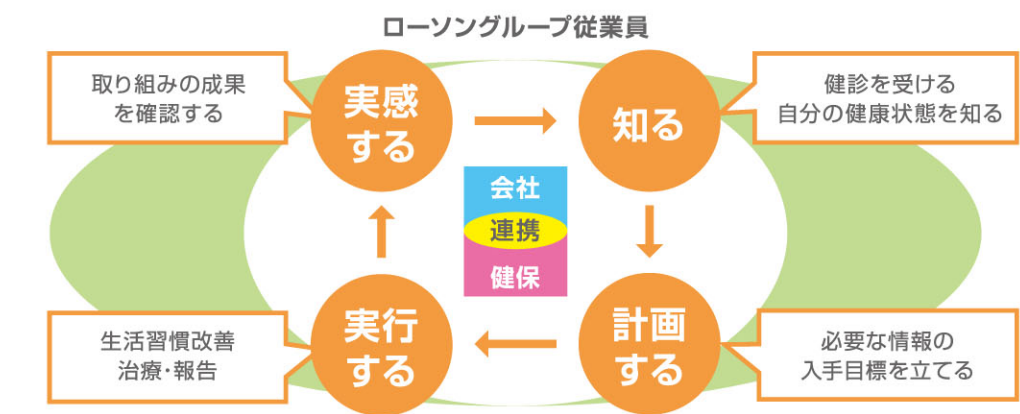 ローソングループ従業員
取り組みの成果
を確認する
実感
する
知る
健診を受ける
自分の健康状態を知る
会社
連携
健保
生活習慣改善
治療・報告
実行
する
計画
する
必要な情報の
入手目標を立てる